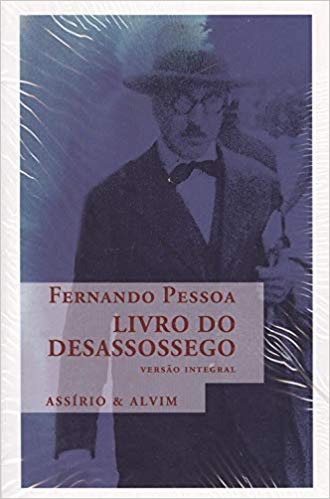 FERNANDO PESSOA
LIVRO DO
DESASSOSSEGO
VERSÃO INTEGRAL
ASSÍRIO & ALVIM